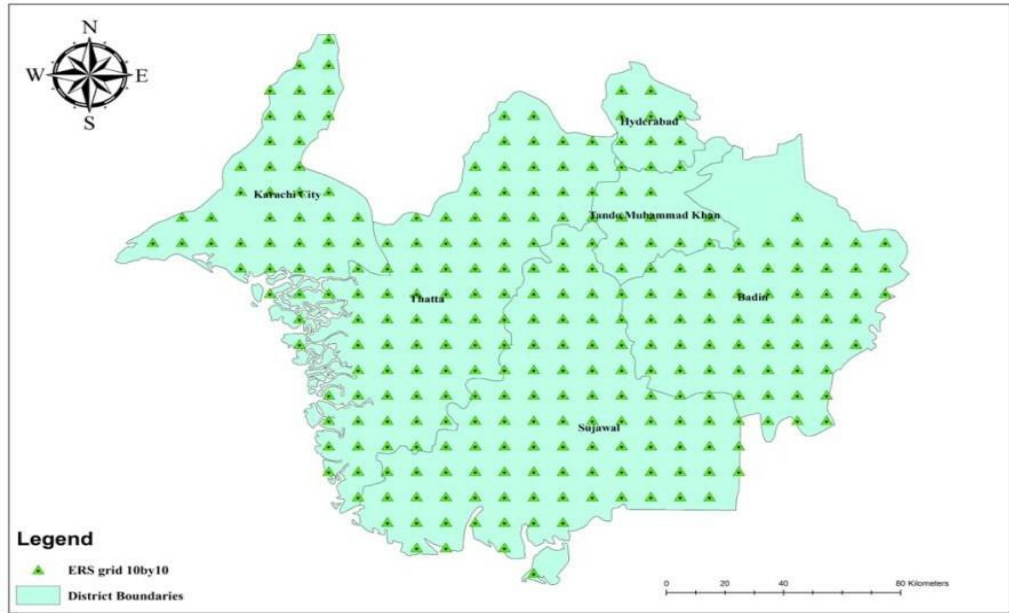 N
W E
S
Hyderabad
Karachi City
Tando Muhammad Khan
Thatta
Badin
Sujawal
Legend
ERS grid 10by10
District Boundaries
0 20 40 80 Kilometers